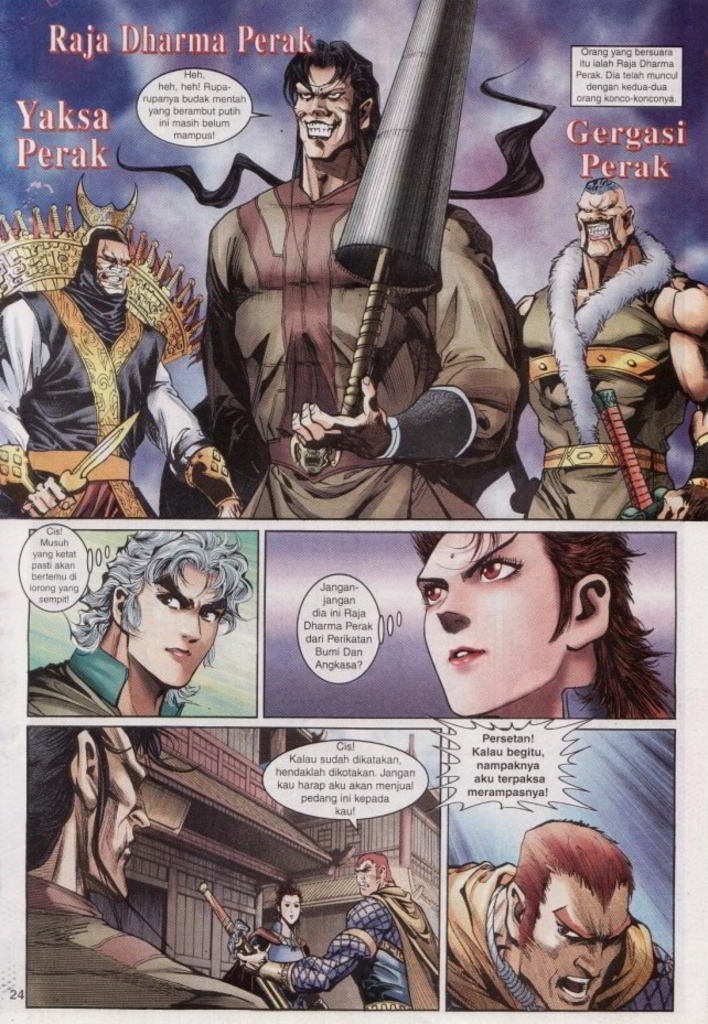 Raja Dharma Perak
Heh,
heh, heh! Rupa-
rupanya budak mentah
yang berambut putih
ini masih belum
mampus!
Orang yang bersuara
itu ialah Raja Dharma
Perak. Dia telah muncul
dengan kedua-dua
orang konco-konconya.
Yaksa
Perak
Gergasi
Perak
Cis!
Musuh
yang ketat
pasti akan
bertemu di
lorong yang
sempit!
Jangan-
jangan
dia ini Raja
Dharma Perak
dari Perikatan
Bumi Dan
Angkasa?
Cis!
Kalau sudah dikatakan,
hendaklah dikotakan. Jangan
kau harap aku akan menjual
pedang ini kepada
kau!
Persetan!
Kalau begitu,
nampaknya
aku terpaksa
merampasnya!
24